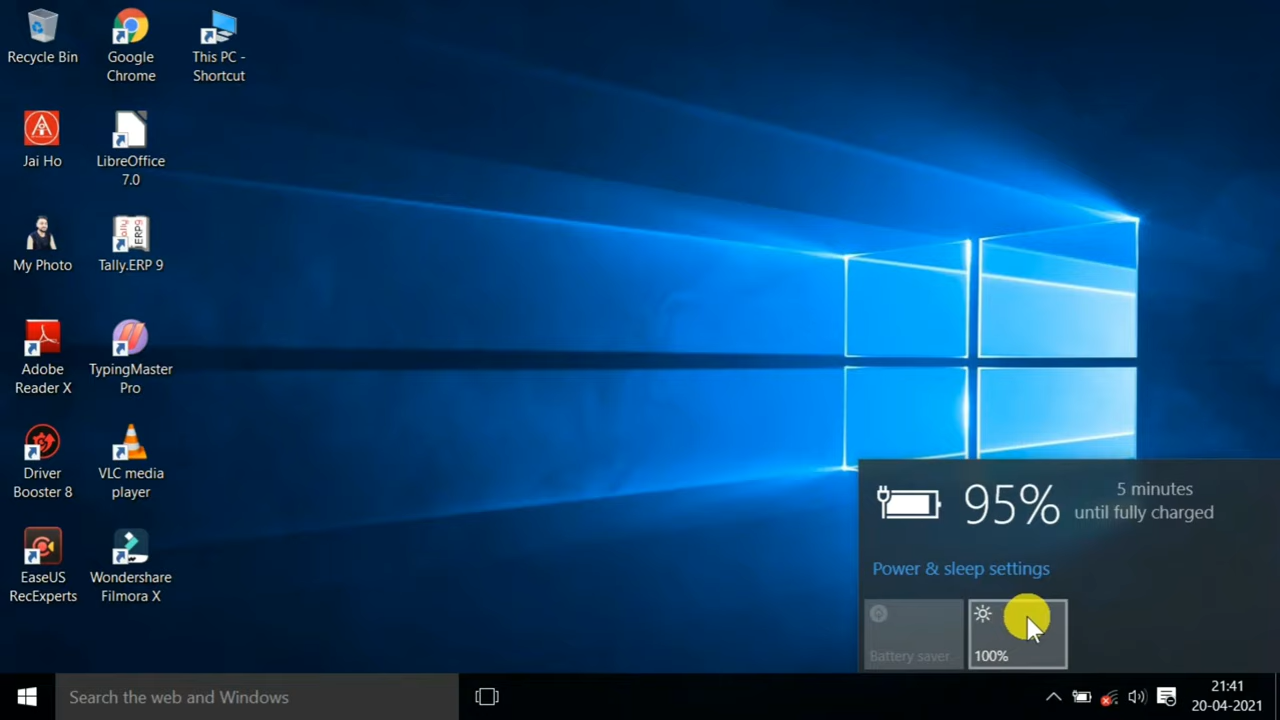 Recycle Bin
Google
Chrome
This PC -
Shortcut
Jai Ho
LibreOffice
7.0
My Photo
Tally.ERP 9
Adobe
Reader X
TypingMaster
Pro
Driver
Booster 8
VLC media
player
EaseUS
RecExperts
Wondershare
Filmora X
95%
5 minutes
until fully charged
Power & sleep settings
Battery saver
100%
Search the web and Windows
21:41
20-04-2021